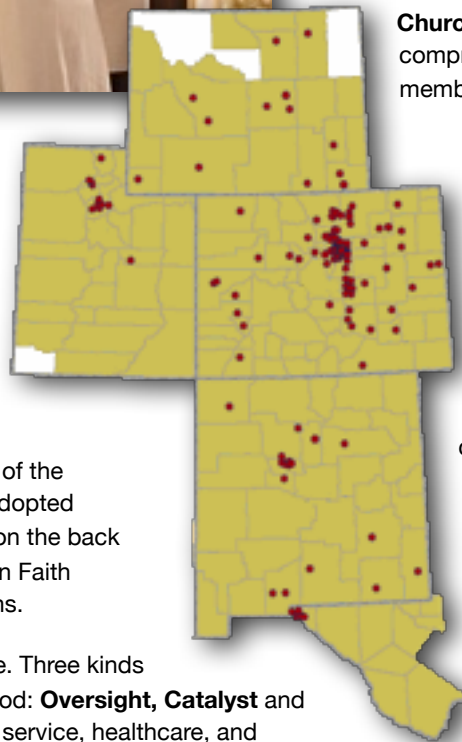 Churc
compr
memb
of the
dopted
on the back
n Faith
ns.
e. Three kinds
od: Oversight, Catalyst and
service, healthcare, and